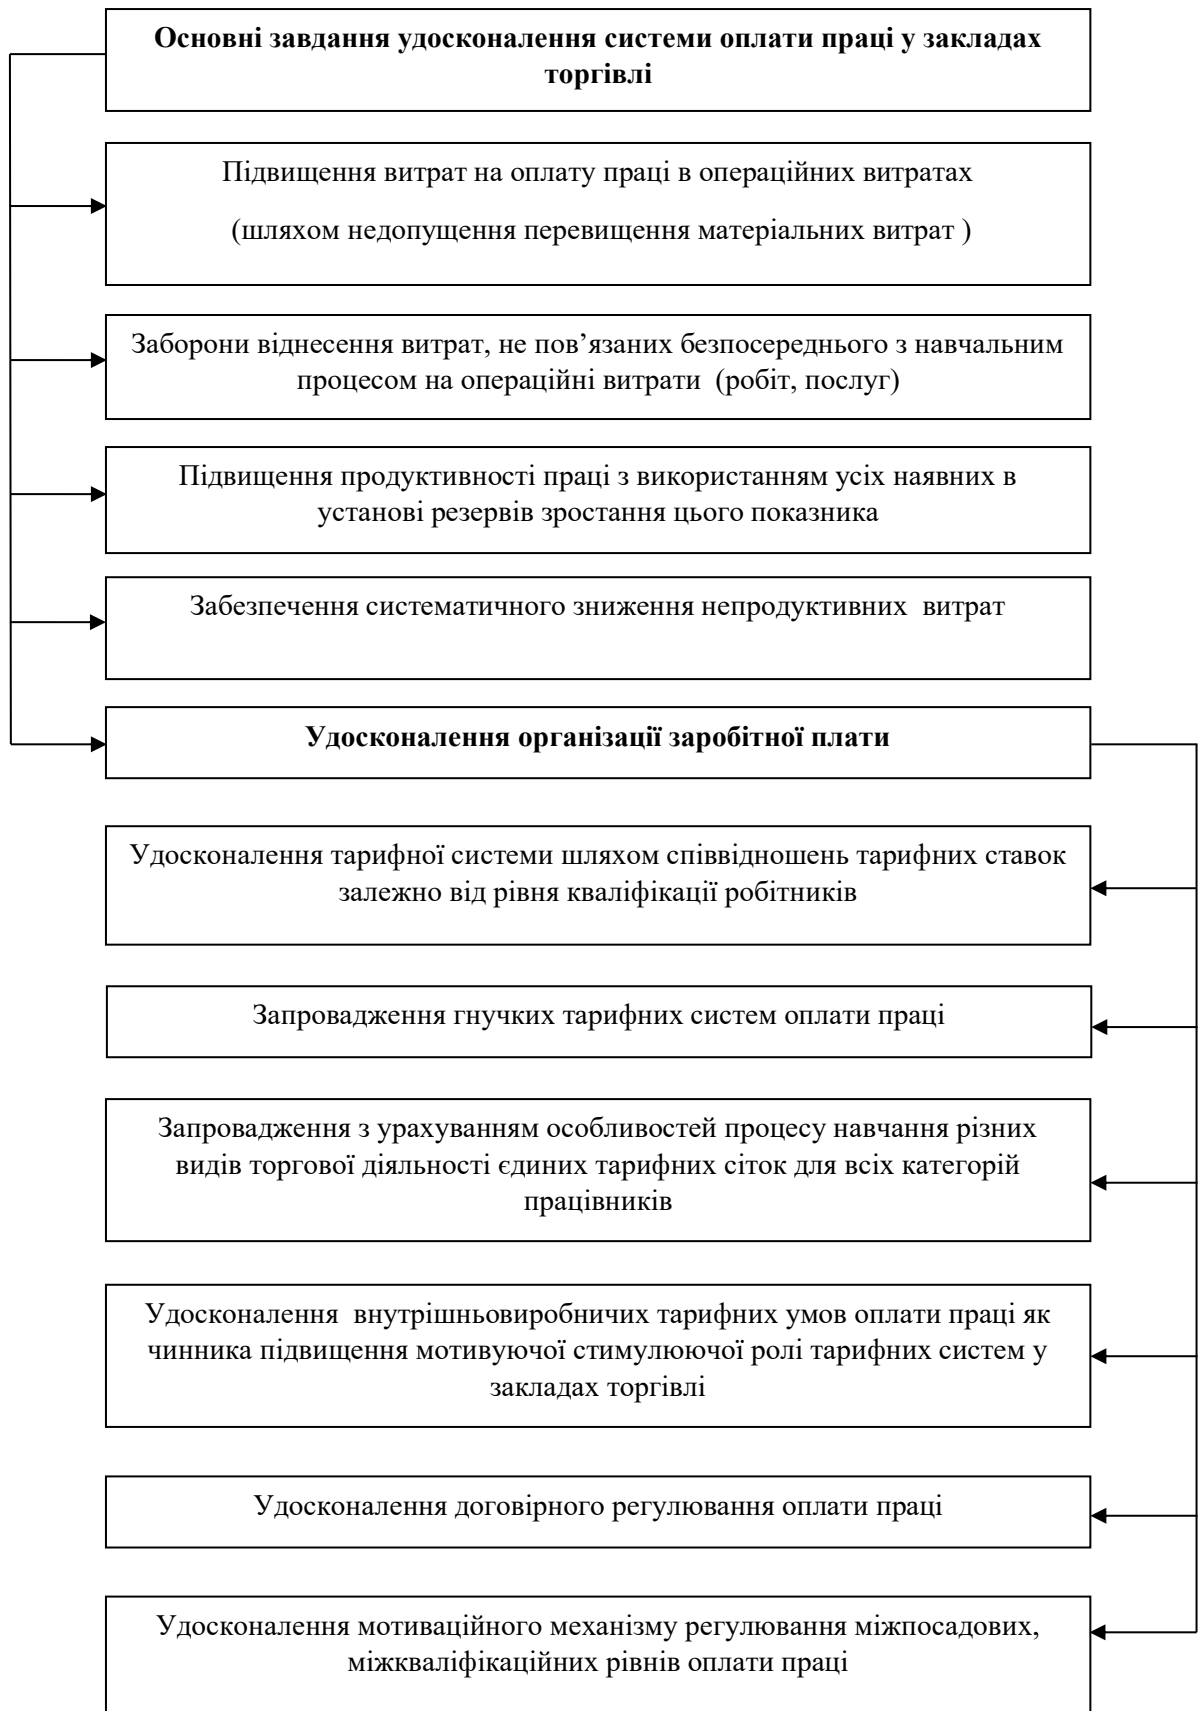 Основні завдання удосконалення системи оплати праці у закладах
торгівлі
Підвищення витрат на оплату праці в операційних витратах
(шляхом недопущення перевищення матеріальних витрат )
Заборони віднесення витрат, не пов’язаних безпосереднього з навчальним
процесом на операційні витрати (робіт, послуг)
Підвищення продуктивності праці з використанням усіх наявних в
установі резервів зростання цього показника
Забезпечення систематичного зниження непродуктивних витрат
Удосконалення організації заробітної плати
Удосконалення тарифної системи шляхом співвідношень тарифних ставок
залежно від рівня кваліфікації робітників
Запровадження гнучких тарифних систем оплати праці
Запровадження з урахуванням особливостей процесу навчання різних
видів торгової діяльності єдиних тарифних сіток для всіх категорій
працівників
Удосконалення внутрішньовиробничих тарифних умов оплати праці як
чинника підвищення мотивуючої стимулюючої ролі тарифних систем у
закладах торгівлі
Удосконалення договірного регулювання оплати праці
Удосконалення мотиваційного механізму регулювання міжпосадових,
міжкваліфікаційних рівнів оплати праці